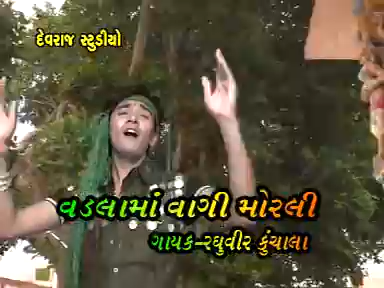 દેવરાજ સ્ટુડીયો
વડલામાં વાગી મોરલી
ગાયક-રઘુવીર કુંચાલા